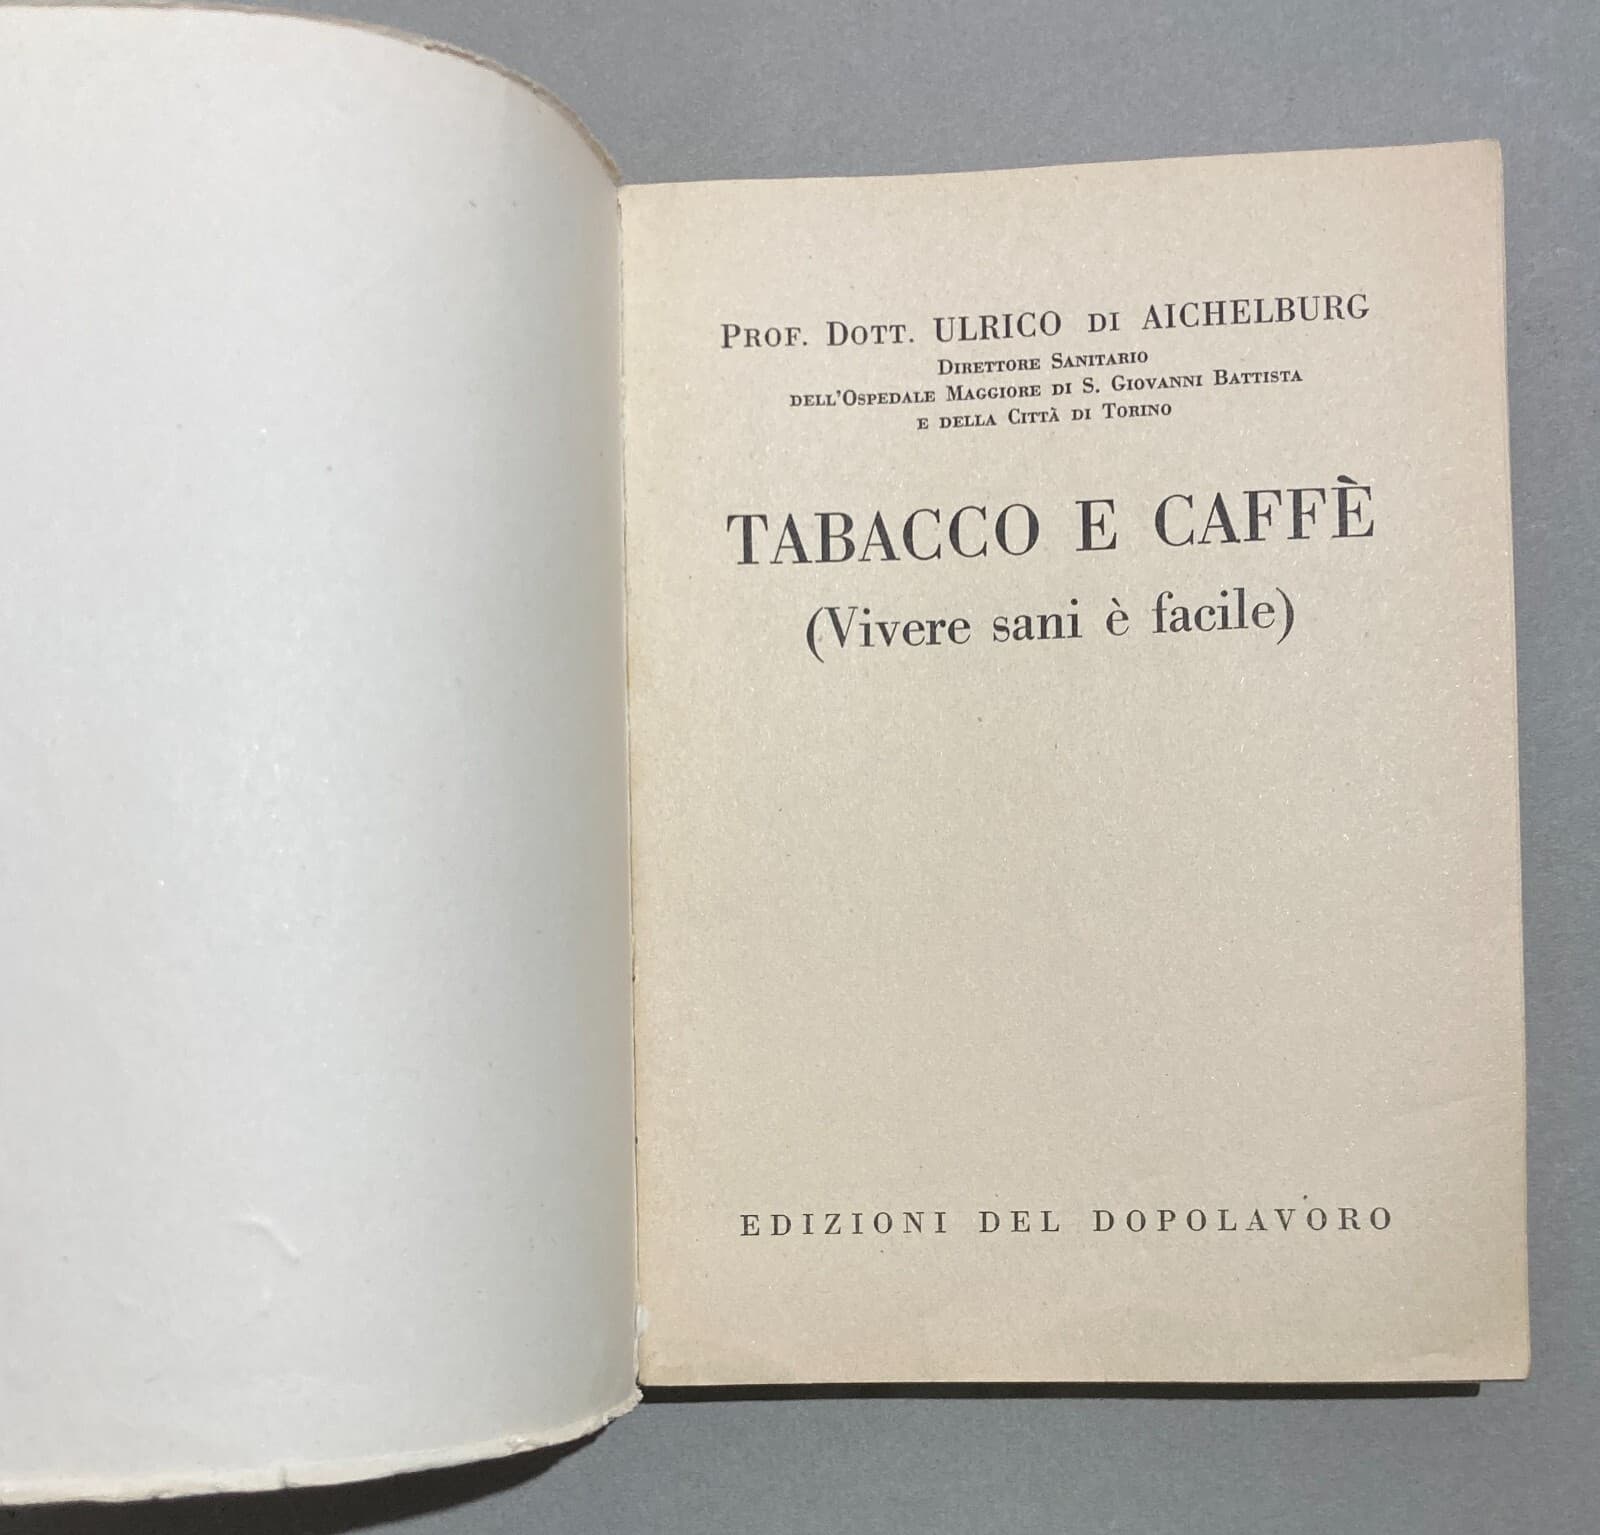 PROF. DOTT. ULRICO DI AICHELBURG
DIRETTORE SANITARIO
DELL'OSPEDALE MAGGIORE DI S. GIOVANNI BATTISTA
E DELLA CITTÀ DI TORINO
TABACCO E CAFFÈ
(Vivere sani è facile)
EDIZIONI DEL DOPOLAVORO